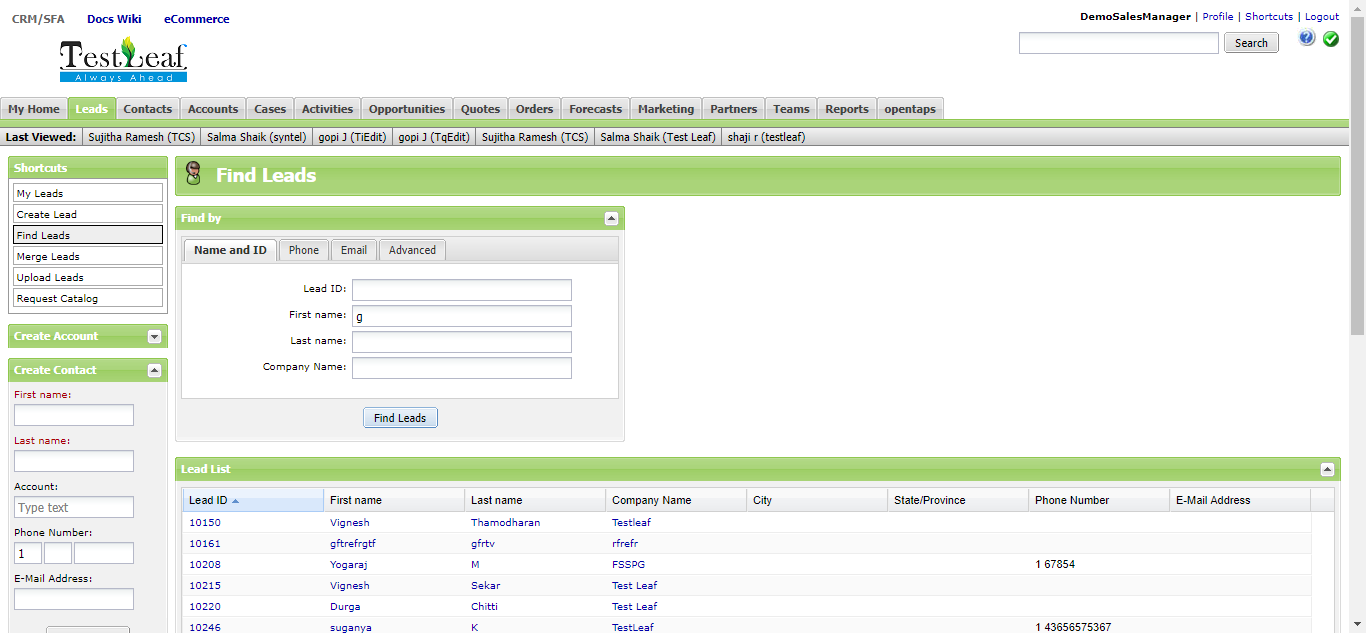 CRM/SFA Docs Wiki eCommerce
DemoSalesManager | Profile | Shortcuts | Logout
TestLeaf
Always Ahead
Search
?
My Home Leads Contacts Accounts Cases Activities Opportunities Quotes Orders Forecasts Marketing Partners Teams Reports opentaps
Last Viewed: Sujitha Ramesh (TCS) Salma Shaik (syntel) gopi J (TiEdit) gopi J (TqEdit) Sujitha Ramesh (TCS) Salma Shaik (Test Leaf) shaji r (testleaf)
Shortcuts
My Leads
Create Lead
Find Leads
Merge Leads
Upload Leads
Request Catalog
Create Account
Create Contact
First name:
Last name:
Account:
Type text
Phone Number:
1
E-Mail Address:
Find Leads
Find by
Name and ID Phone Email Advanced
Lead ID:
First name: g
Last name:
Company Name:
Find Leads
Lead List
Lead ID First name Last name Company Name City State/Province Phone Number E-Mail Address
10150 Vignesh Thamodharan Testleaf
10161 gftrefrgtf gfrtv rfrefr
10208 Yogaraj M FSSPG 1 67854
10215 Vignesh Sekar Test Leaf
10220 Durga Chitti Test Leaf
10246 suganya K TestLeaf 1 43656575367